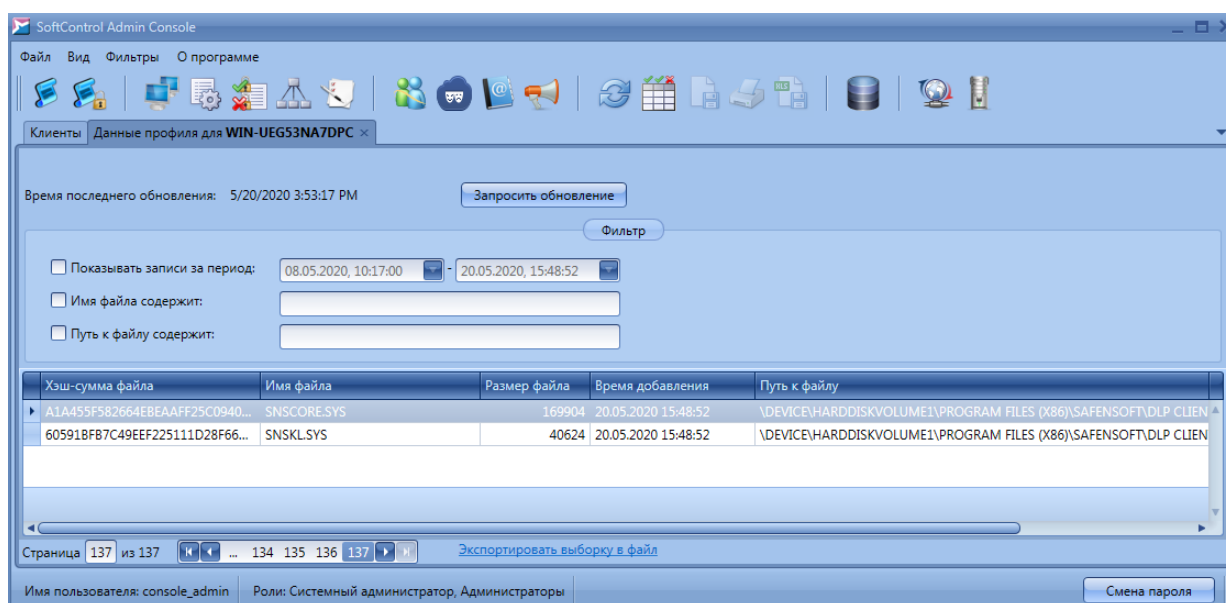 SoftControl Admin Console
Файл Вид Фильтры О программе
Клиенты Данные профиля для WIN-UEG53NA7DPC ×
Время последнего обновления: 5/20/2020 3:53:17 PM Запросить обновление
Фильтр
Показывать записи за период: 08.05.2020, 10:17:00 - 20.05.2020, 15:48:52
Имя файла содержит:
Путь к файлу содержит:
Хэш-сумма файла Имя файла Размер файла Время добавления Путь к файлу
A1A455F582664EBEAAFF25C0940... SNSCORE.SYS 169904 20.05.2020 15:48:52 \DEVICE\HARDDISKVOLUME1\PROGRAM FILES (X86)\SAFENSOFT\DLP CLIEN
60591BFB7C49EEF225111D28F66... SNSKL.SYS 40624 20.05.2020 15:48:52 \DEVICE\HARDDISKVOLUME1\PROGRAM FILES (X86)\SAFENSOFT\DLP CLIEN
Страница 137 из 137 ... 134 135 136 137 Экспортировать выборку в файл
Имя пользователя: console_admin Роли: Системный администратор, Администраторы Смена пароля